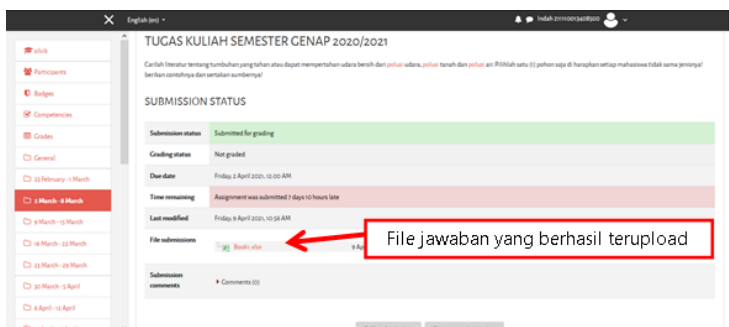 English (en)
Indah 21110013408500
silvik
Participants
Badges
Competencies
Grades
General
23 February - 1 March
2 March - 8 March
9 March - 15 March
16 March - 22 March
23 March - 29 March
30 March - 5 April
6 April - 12 April
TUGAS KULIAH SEMESTER GENAP 2020/2021
Carilah literatur tentang tumbuhan yang tahan atau dapat mempertahan udara bersih dari polusi udara, polusi tanah dan polusi air. Pilihlah satu (1) pohon saja di harapkan setiap mahasiswa tidak sama jenisnya!
berikan contohnya dan sertakan sumbernya!
SUBMISSION STATUS
Submission status Submitted for grading
Grading status Not graded
Due date Friday, 2 April 2021, 12:00 AM
Time remaining Assignment was submitted 7 days 10 hours late
Last modified Friday, 9 April 2021, 10:56 AM
File submissions Book1.xlsx 9 Ap
File jawaban yang berhasil terupload
Submission
comments
Comments (0)